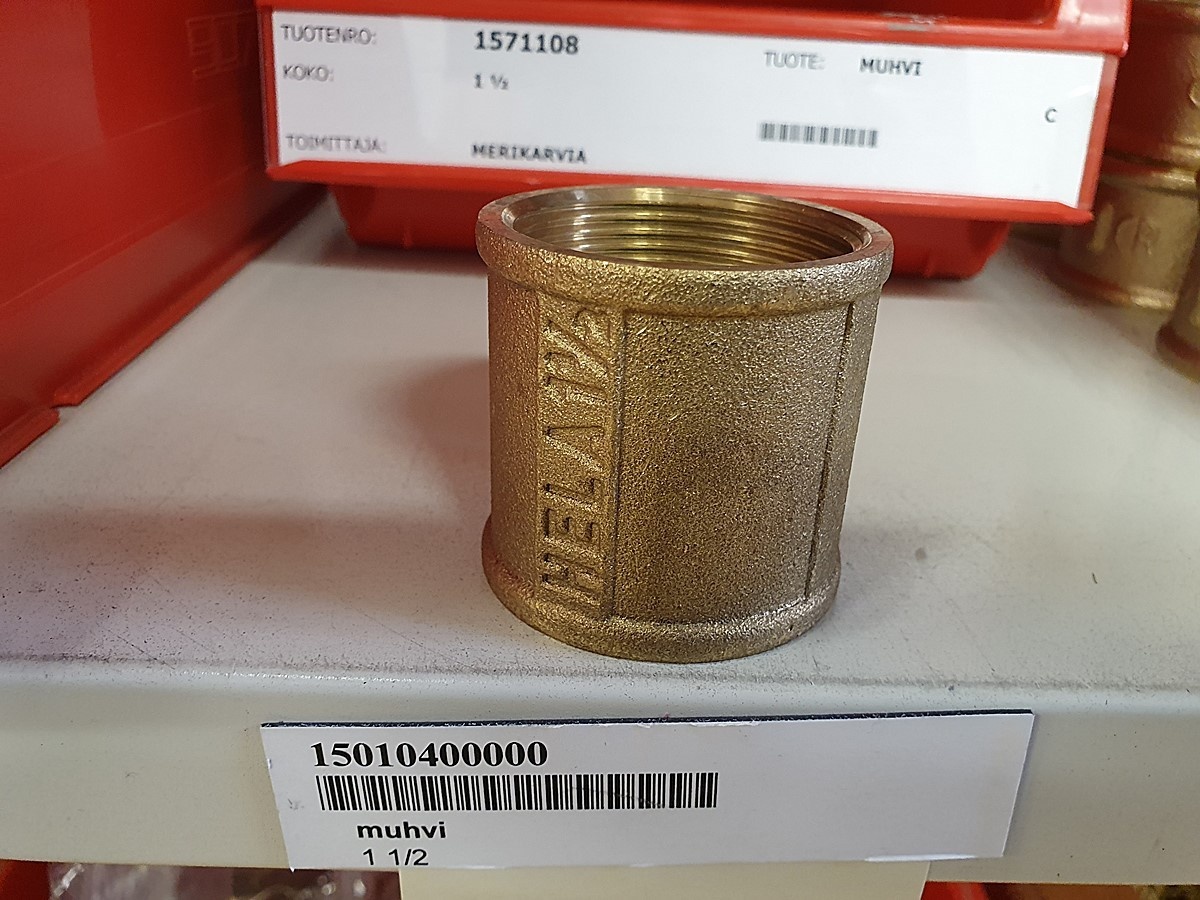 TUOTENRO: 1571108 TUOTE: MUHVI
KOKO: 1 ½
C
TOIMITTAJA: MERIKARVIA
HELA 1½
15010400000
muhvi
1 1/2